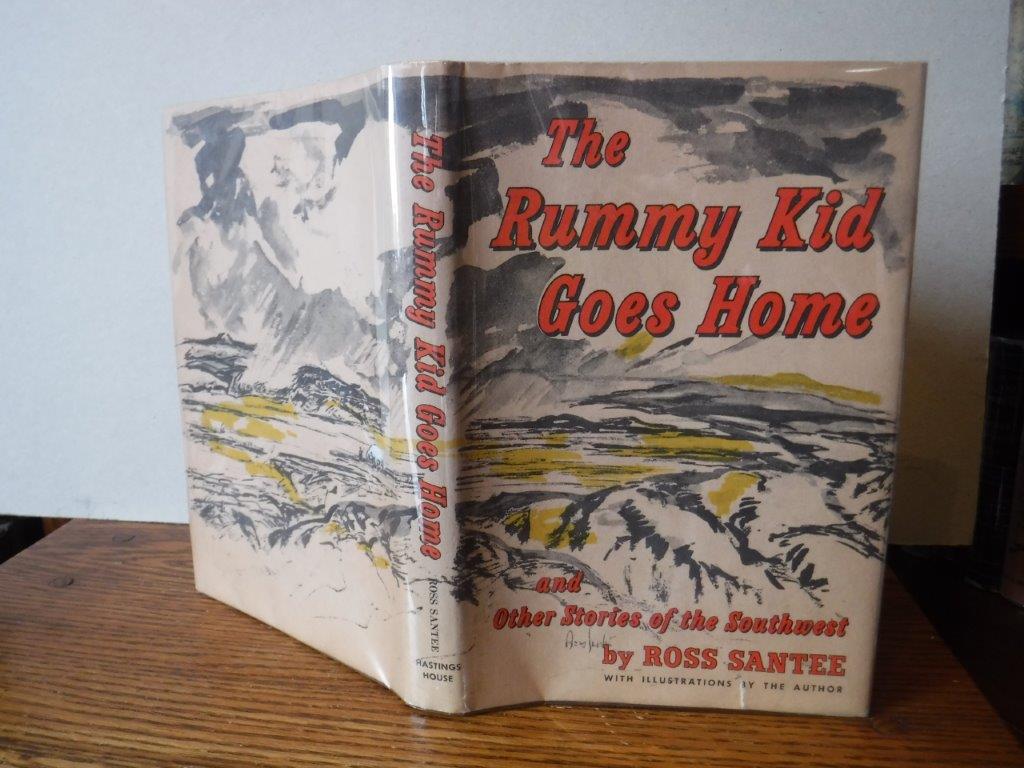 The
Rummy Kid
Goes Home
and
Other Stories of the Southwest
by ROSS SANTEE
WITH ILLUSTRATIONS BY THE AUTHOR
The Rummy Kid Goes Home
ROSS SANTEE
HASTINGS
HOUSE